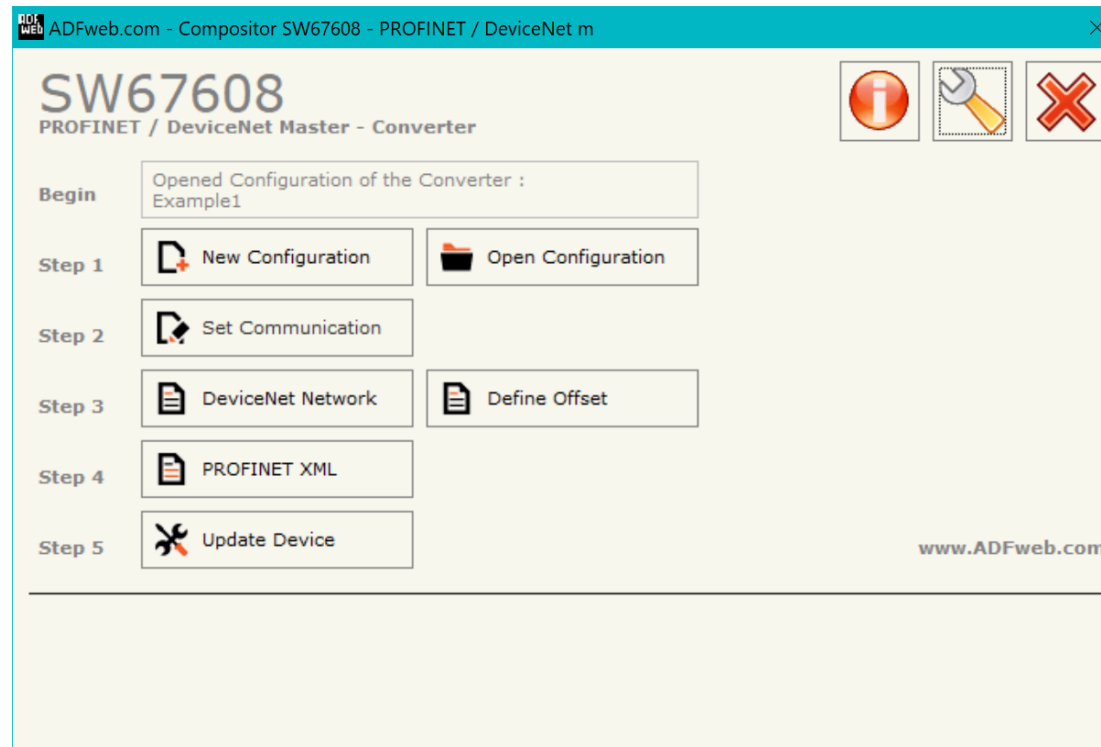 ADFweb.com - Compositor SW67608 - PROFINET / DeviceNet m
SW67608
PROFINET / DeviceNet Master - Converter
Begin
Opened Configuration of the Converter :
Example1
Step 1
New Configuration
Open Configuration
Step 2
Set Communication
Step 3
DeviceNet Network
Define Offset
Step 4
PROFINET XML
Step 5
Update Device
www.ADFweb.com